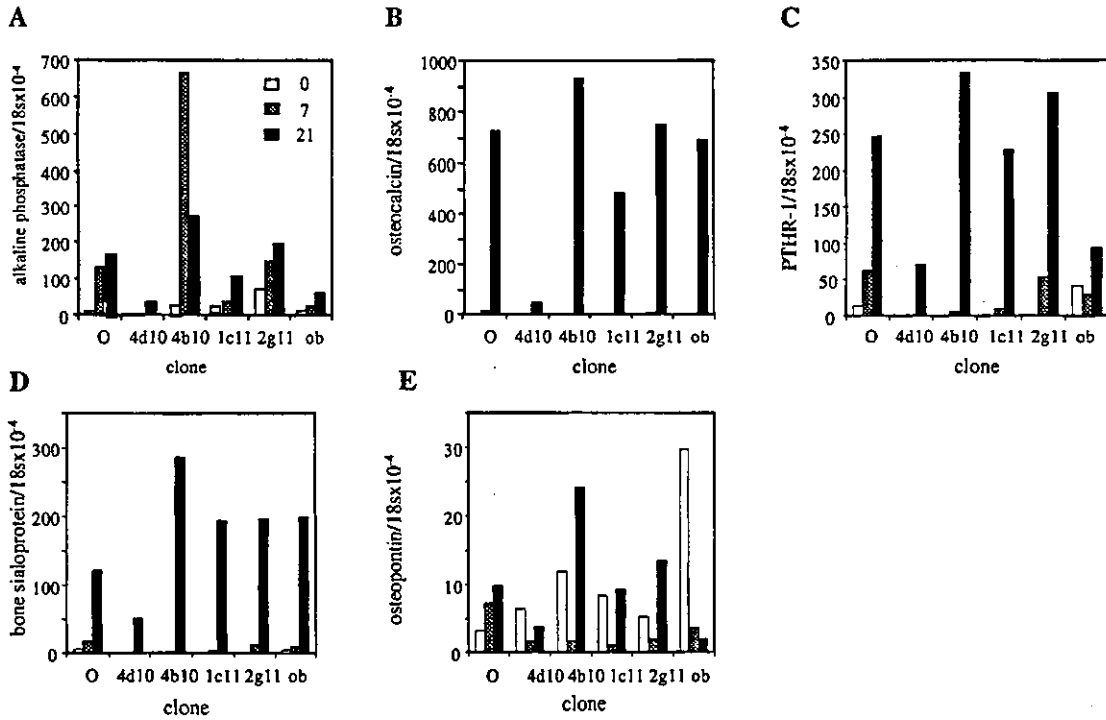 A
alkaline phosphatase/18sx10-4
700
600
500
400
300
200
100
0
0
7
21
O 4d10 4b10 1c11 2g11 ob
clone
B
osteocalcin/18sx10-4
1000
800
600
400
200
0
O 4d10 4b10 1c11 2g11 ob
clone
C
PTHR-1/18sx10-4
350
300
250
200
150
100
50
0
O 4d10 4b10 1c11 2g11 ob
clone
D
bone sialoprotein/18sx10-4
300
200
100
0
O 4d10 4b10 1c11 2g11 ob
clone
E
osteopontin/18sx10-4
30
20
10
0
O 4d10 4b10 1c11 2g11 ob
clone